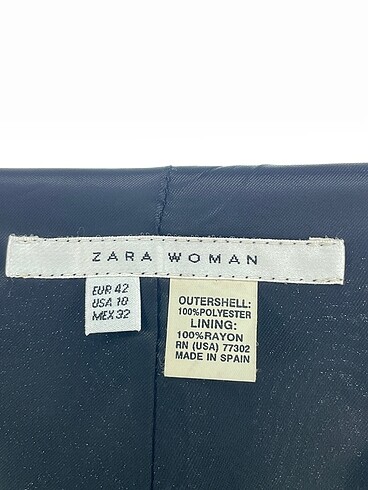 ZARA WOMAN
EUR 42
USA 10
MEX 32
OUTERSHELL:
100%POLYESTER
LINING:
100%RAYON
RN (USA) 77302
MADE IN SPAIN